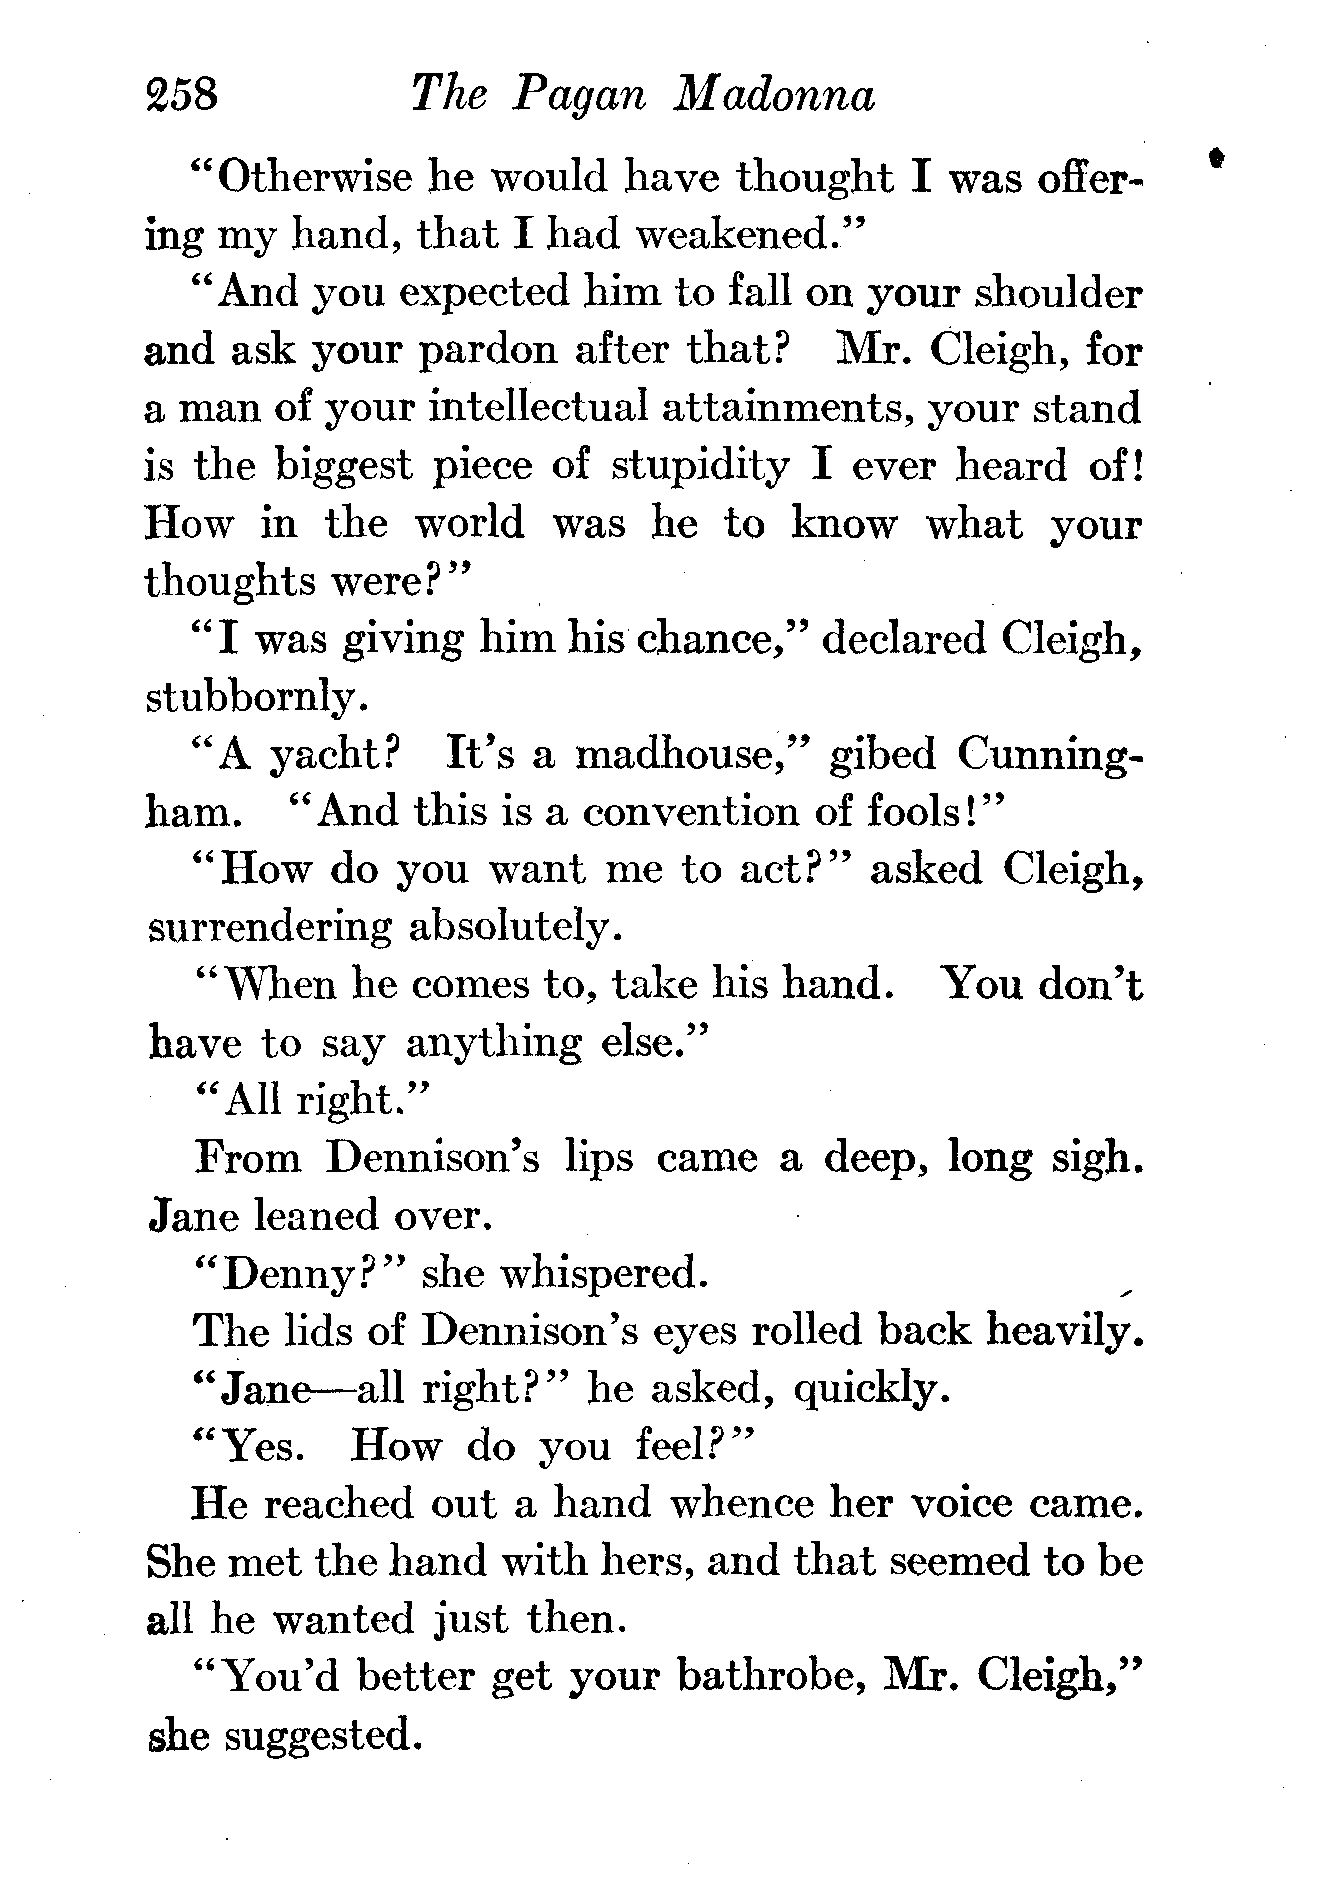 258 The Pagan Madonna
“Otherwise he would have thought I was offer-
ing my hand, that I had weakened.”
“And you expected him to fall on your shoulder
and ask your pardon after that? Mr. Cleigh, for
a man of your intellectual attainments, your stand
is the biggest piece of stupidity I ever heard of!
How in the world was he to know what your
thoughts were?”
“I was giving him his chance,” declared Cleigh,
stubbornly.
“A yacht? It’s a madhouse,” gibed Cunning-
ham. “And this is a convention of fools!”
“How do you want me to act?” asked Cleigh,
surrendering absolutely.
“When he comes to, take his hand. You don’t
have to say anything else.”
“All right.”
From Dennison’s lips came a deep, long sigh.
Jane leaned over.
“Denny?” she whispered.
The lids of Dennison’s eyes rolled back heavily.
“Jane—all right?” he asked, quickly.
“Yes. How do you feel?”
He reached out a hand whence her voice came.
She met the hand with hers, and that seemed to be
all he wanted just then.
“You’d better get your bathrobe, Mr. Cleigh,”
she suggested.